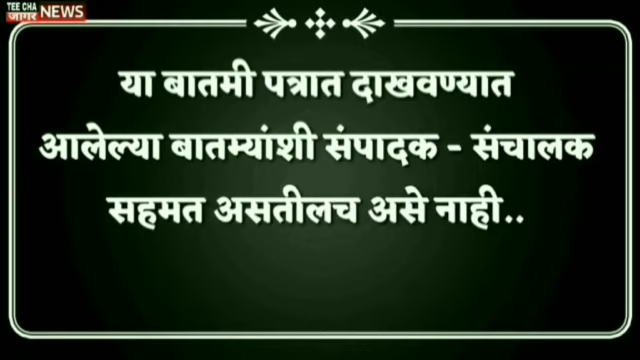 TEE CHA
जागर NEWS
या बातमी पत्रात दाखवण्यात
आलेल्या बातम्यांशी संपादक - संचालक
सहमत असतीलच असे नाही..